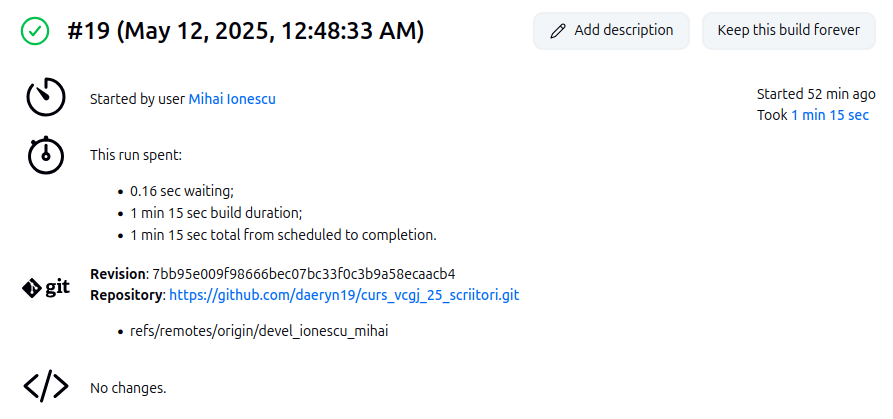 #19 (May 12, 2025, 12:48:33 AM)
Add description
Keep this build forever
Started by user Mihai Ionescu
Started 52 min ago
Took 1 min 15 sec
This run spent:
• 0.16 sec waiting;
• 1 min 15 sec build duration;
• 1 min 15 sec total from scheduled to completion.
git
Revision: 7bb95e009f98666bec07bc33f0c3b9a58ecaacb4
Repository: https://github.com/daeryn19/curs_vcgj_25_scriitori.git
• refs/remotes/origin/devel_ionescu_mihai
No changes.